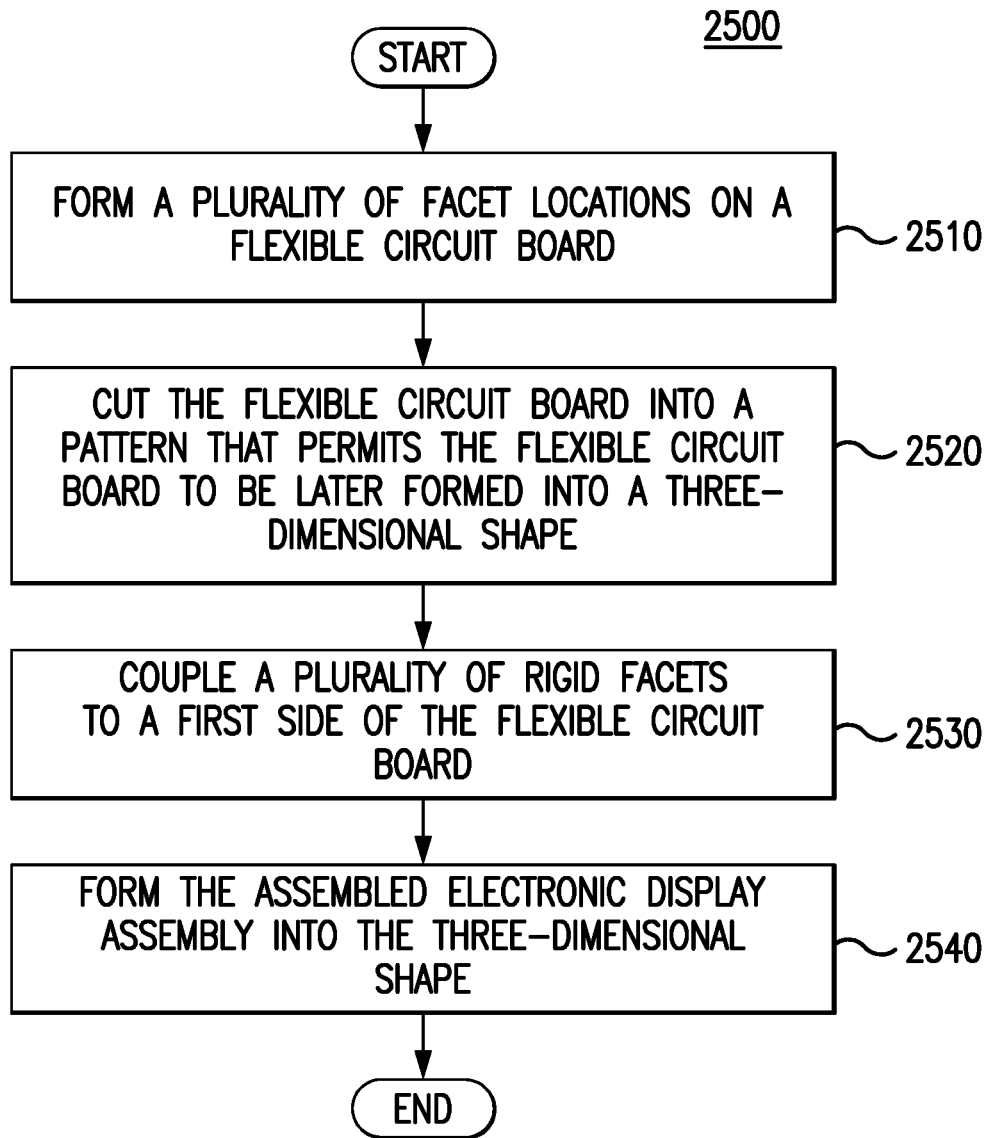 2500
START
FORM A PLURALITY OF FACET LOCATIONS ON A
FLEXIBLE CIRCUIT BOARD
2510
CUT THE FLEXIBLE CIRCUIT BOARD INTO A
PATTERN THAT PERMITS THE FLEXIBLE CIRCUIT
BOARD TO BE LATER FORMED INTO A THREE-
DIMENSIONAL SHAPE
2520
COUPLE A PLURALITY OF RIGID FACETS
TO A FIRST SIDE OF THE FLEXIBLE CIRCUIT
BOARD
2530
FORM THE ASSEMBLED ELECTRONIC DISPLAY
ASSEMBLY INTO THE THREE-DIMENSIONAL
SHAPE
2540
END